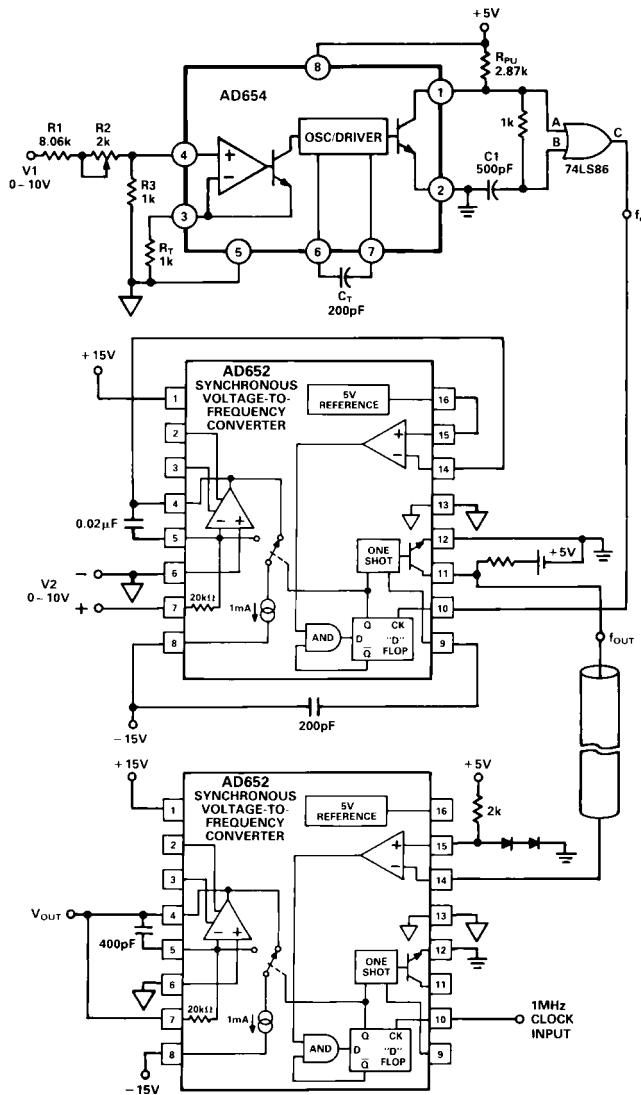 +5V
RPU
2.87k
8
AD654
1
R1
8.06k
R2
2k
V1
0 ~ 10V
4
+
−
OSC/DRIVER
1k
A
B
C
74LS86
C1
500pF
R3
1k
3
2
RT
1k
5
6
7
CT
200pF
+15V
AD652
SYNCHRONOUS
VOLTAGE-TO-
FREQUENCY
CONVERTER
5V
REFERENCE
1
2
3
4
5
6
7
8
16
15
14
13
12
11
10
9
+
−
− +
0.02μF
V2
0 ~ 10V
−
+
20kΩ
1mA
ONE
SHOT
AND
Q CK
D "D"
Q̅ FLOP
+5V
fOUT
200pF
−15V
+15V
AD652
SYNCHRONOUS
VOLTAGE-TO-
FREQUENCY
CONVERTER
5V
REFERENCE
1
2
3
4
5
6
7
8
16
15
14
13
12
11
10
9
+
−
− +
+5V
2k
VOUT
400pF
20kΩ
1mA
ONE
SHOT
AND
Q CK
D "D"
Q̅ FLOP
1MHz
CLOCK
INPUT
−15V